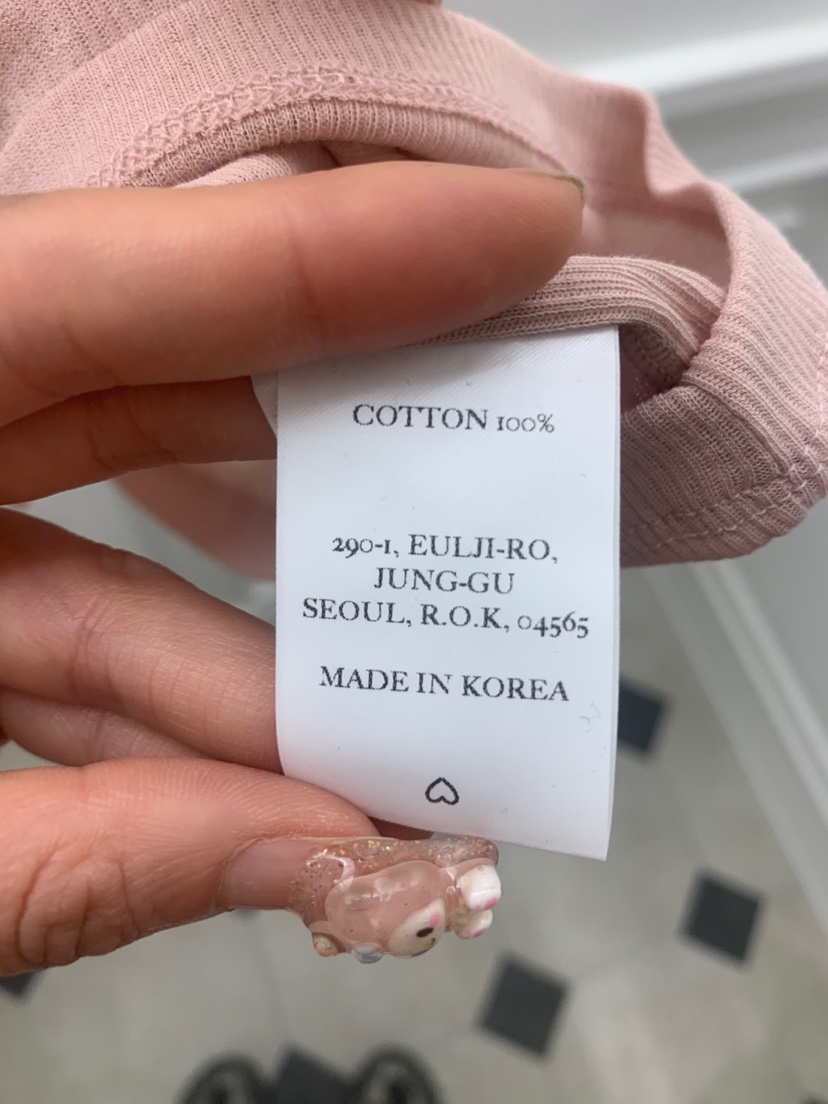 COTTON 100%
290-1, EULJI-RO,
JUNG-GU
SEOUL, R.O.K, 04565
MADE IN KOREA